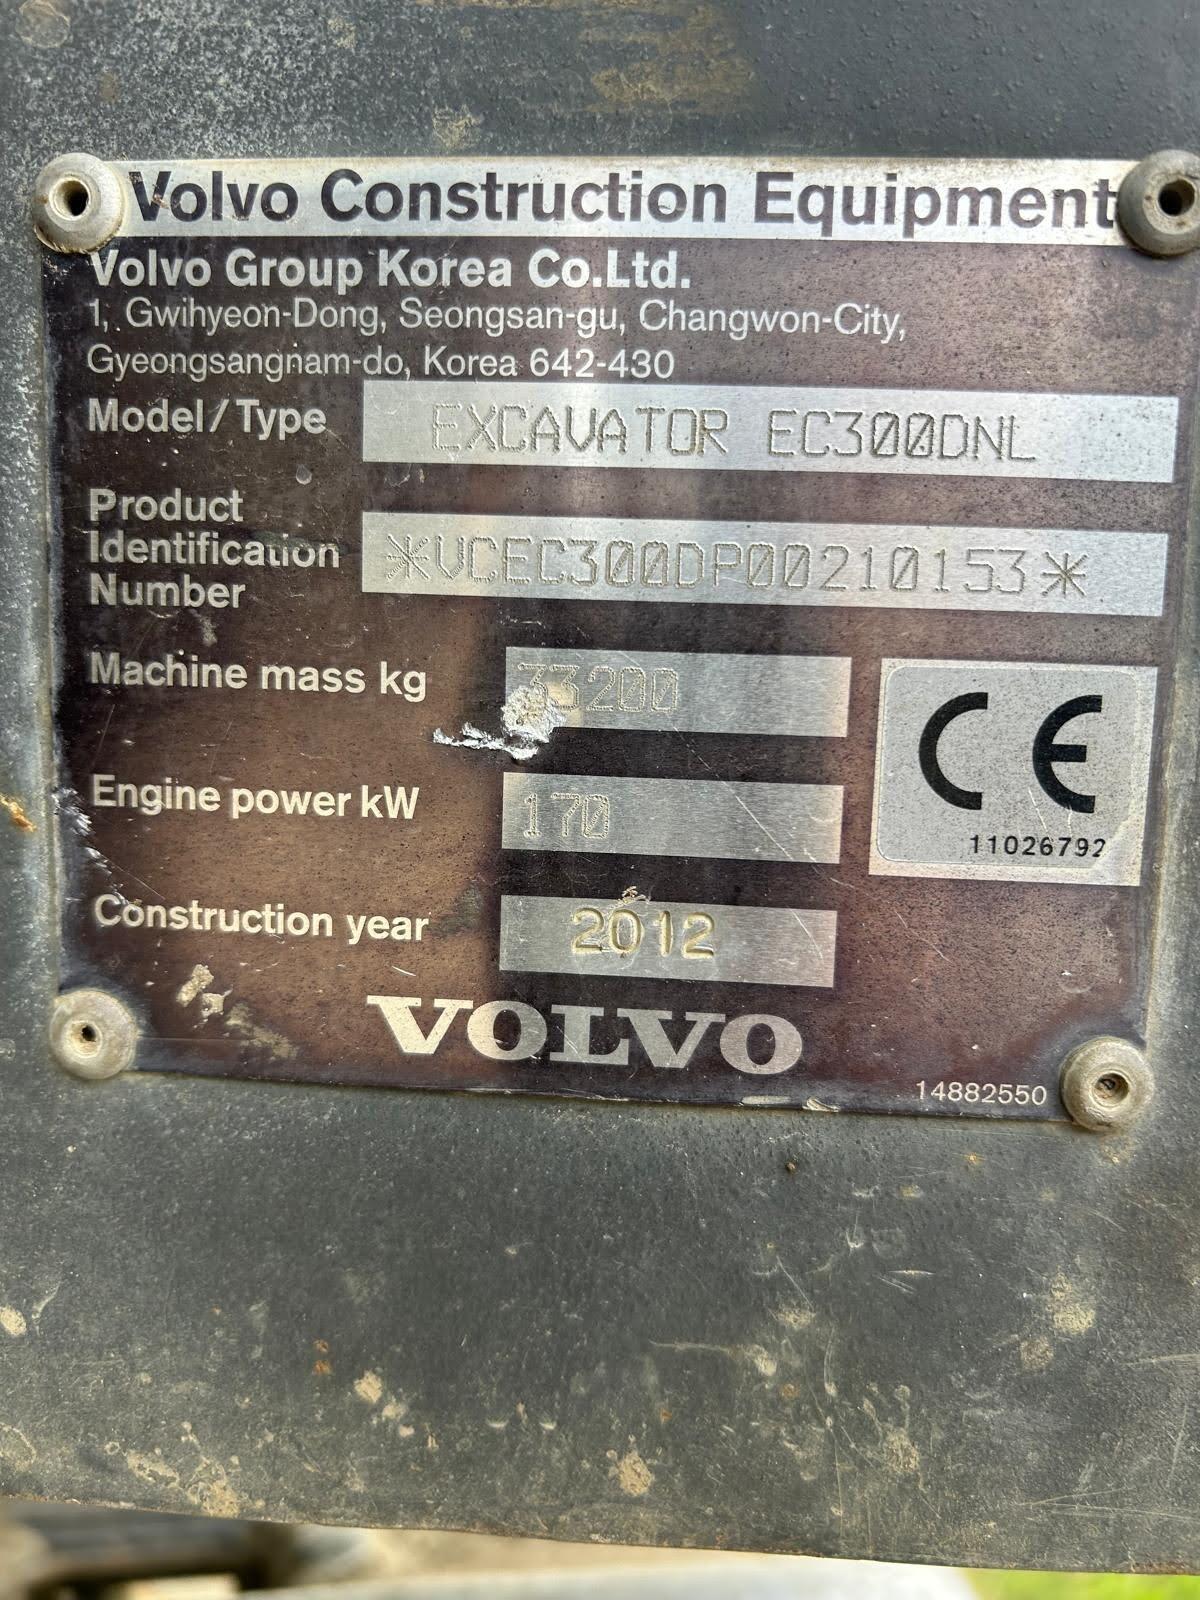 Volvo Construction Equipment
Volvo Group Korea Co.Ltd.
1, Gwihyeon-Dong, Seongsan-gu, Changwon-City,
Gyeongsangnam-do, Korea 642-430
Model/Type EXCAVATOR EC300DNL
Product
Identification
Number
*VCEC300DP00210153*
Machine mass kg 33200
Engine power kW 170
CE
11026792
Construction year 2012
VOLVO
14882550